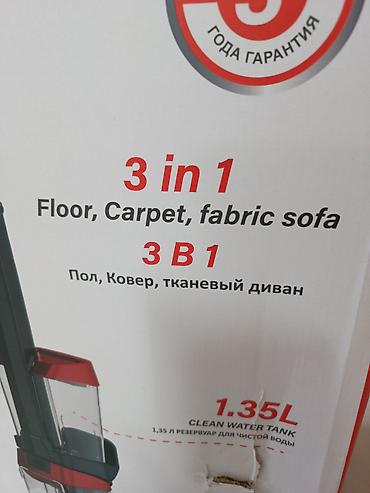 ГОДА ГАРАНТИЯ
3 in 1
Floor, Carpet, fabric sofa
3 В 1
Пол, Ковер, тканевый диван
1.35L
CLEAN WATER TANK
1,35 Л РЕЗЕРВУАР ДЛЯ ЧИСТОЙ ВОДЫ